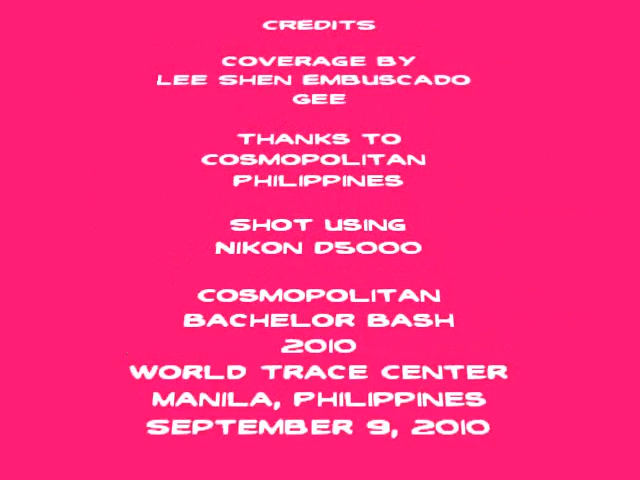 CREDITS
COVERAGE BY
LEE SHEN EMBUSCADO
GEE
THANKS TO
COSMOPOLITAN
PHILIPPINES
SHOT USING
NIKON D5000
COSMOPOLITAN
BACHELOR BASH
2010
WORLD TRACE CENTER
MANILA, PHILIPPINES
SEPTEMBER 9, 2010